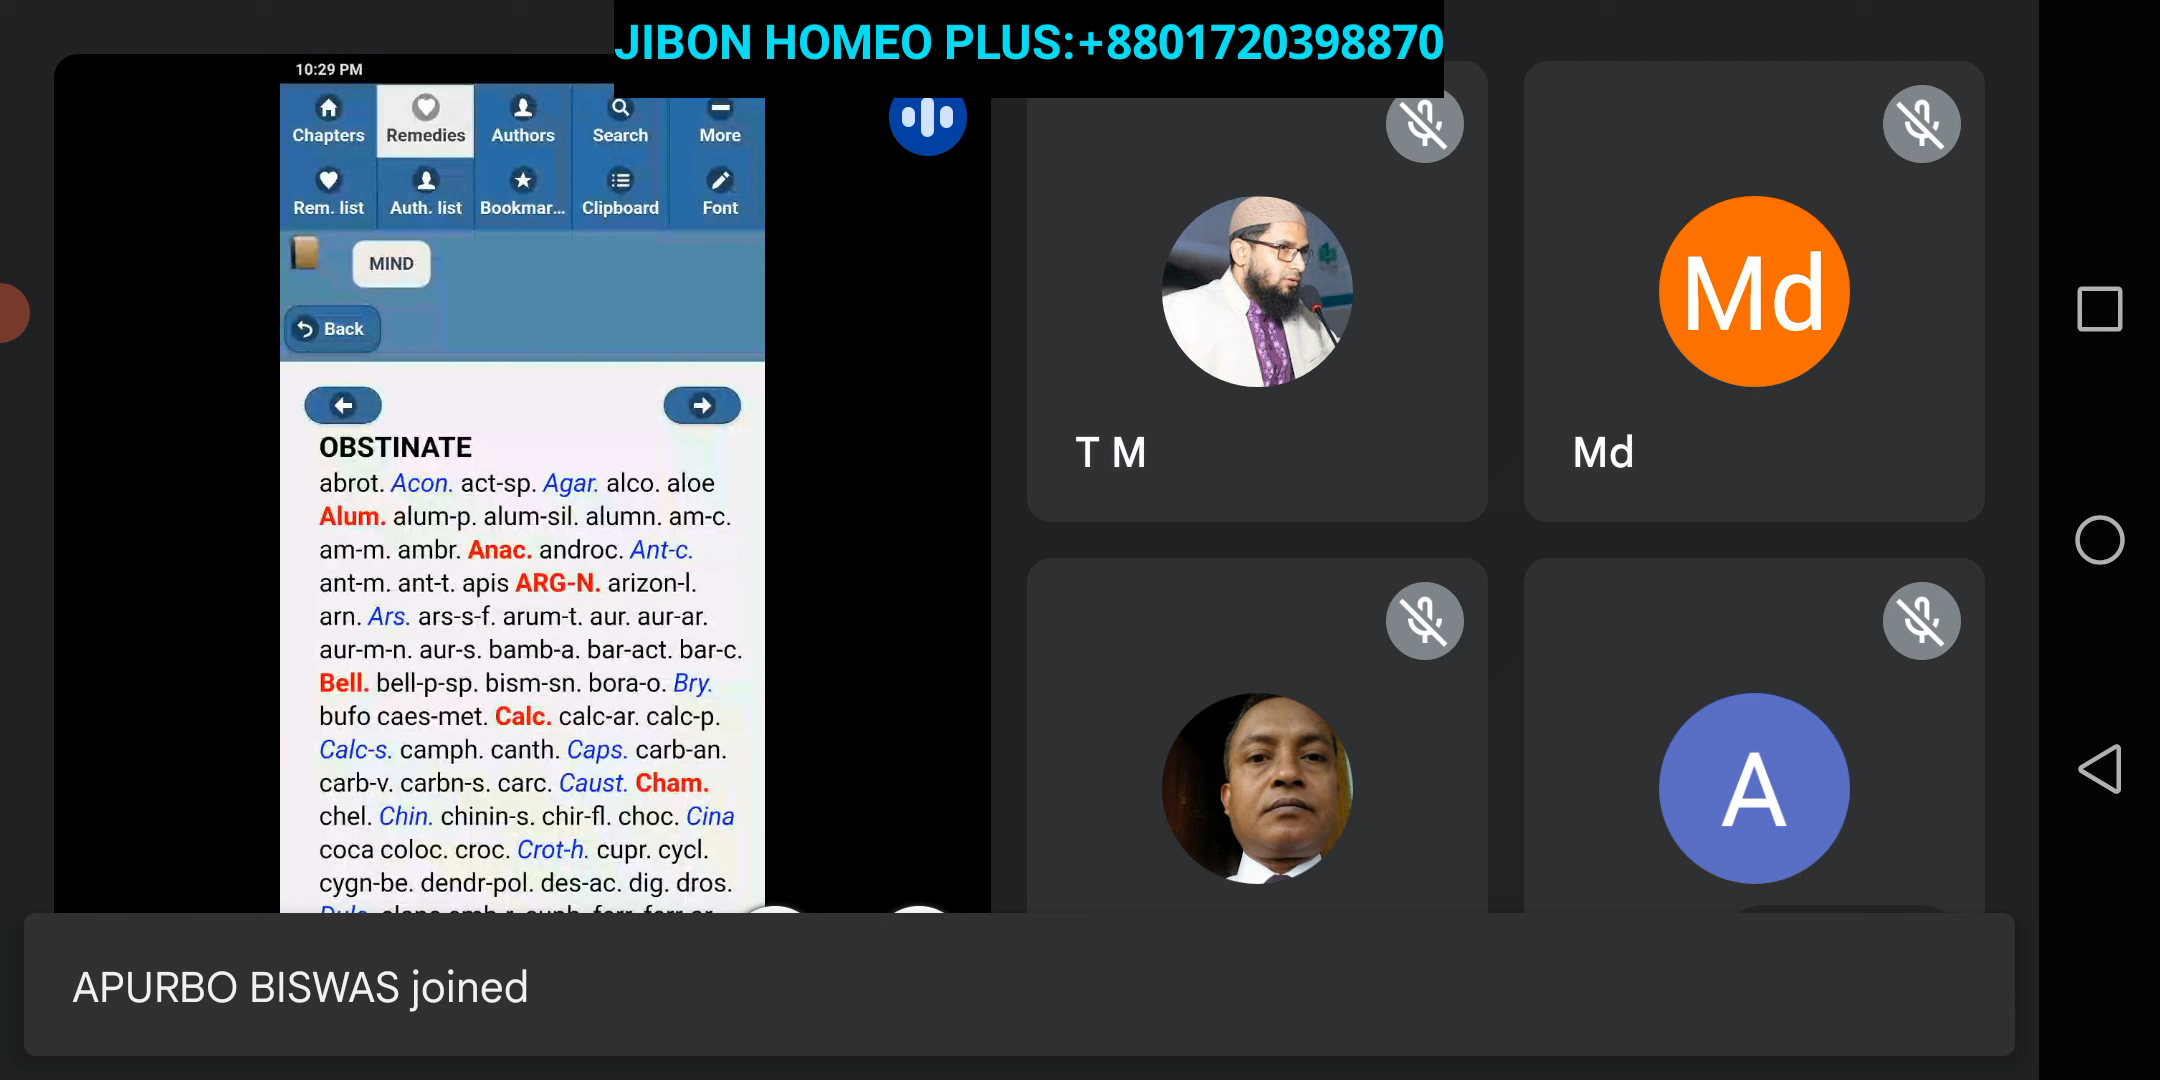 JIBON HOMEO PLUS:+8801720398870
10:29 PM
Chapters Remedies Authors Search More
Rem. list Auth. list Bookmar... Clipboard Font
MIND
Back
OBSTINATE
abrot. Acon. act-sp. Agar. alco. aloe
Alum. alum-p. alum-sil. alumn. am-c.
am-m. ambr. Anac. androc. Ant-c.
ant-m. ant-t. apis ARG-N. arizon-l.
arn. Ars. ars-s-f. arum-t. aur. aur-ar.
aur-m-n. aur-s. bamb-a. bar-act. bar-c.
Bell. bell-p-sp. bism-sn. bora-o. Bry.
bufo caes-met. Calc. calc-ar. calc-p.
Calc-s. camph. canth. Caps. carb-an.
carb-v. carbn-s. carc. Caust. Cham.
chel. Chin. chinin-s. chir-fl. choc. Cina
coca coloc. croc. Crot-h. cupr. cycl.
cygn-be. dendr-pol. des-ac. dig. dros.
T M
Md
Md
A
APURBO BISWAS joined